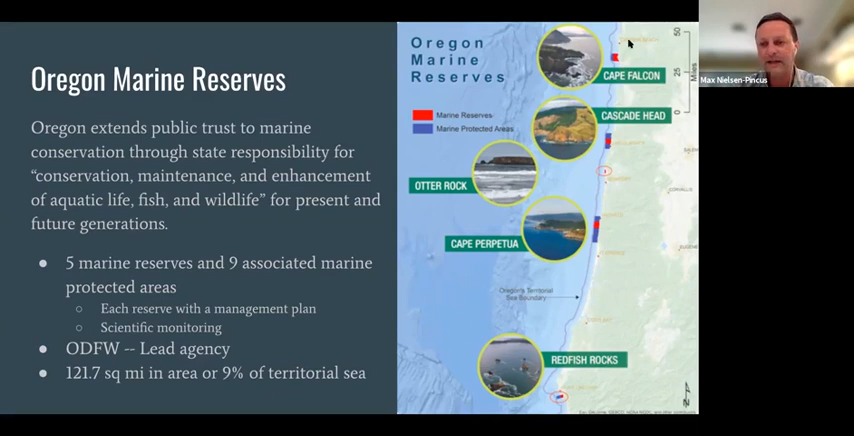 Oregon Marine Reserves
Oregon extends public trust to marine
conservation through state responsibility for
“conservation, maintenance, and enhancement
of aquatic life, fish, and wildlife” for present and
future generations.
● 5 marine reserves and 9 associated marine
protected areas
○ Each reserve with a management plan
○ Scientific monitoring
● ODFW -- Lead agency
● 121.7 sq mi in area or 9% of territorial sea
Oregon
Marine
Reserves
Marine Reserves
Marine Protected Areas
CAPE FALCON
CASCADE HEAD
OTTER ROCK
CAPE PERPETUA
Oregon's Territorial
Sea Boundary
REDFISH ROCKS
50
25
0
Miles
N
Max Nielsen-Pincus